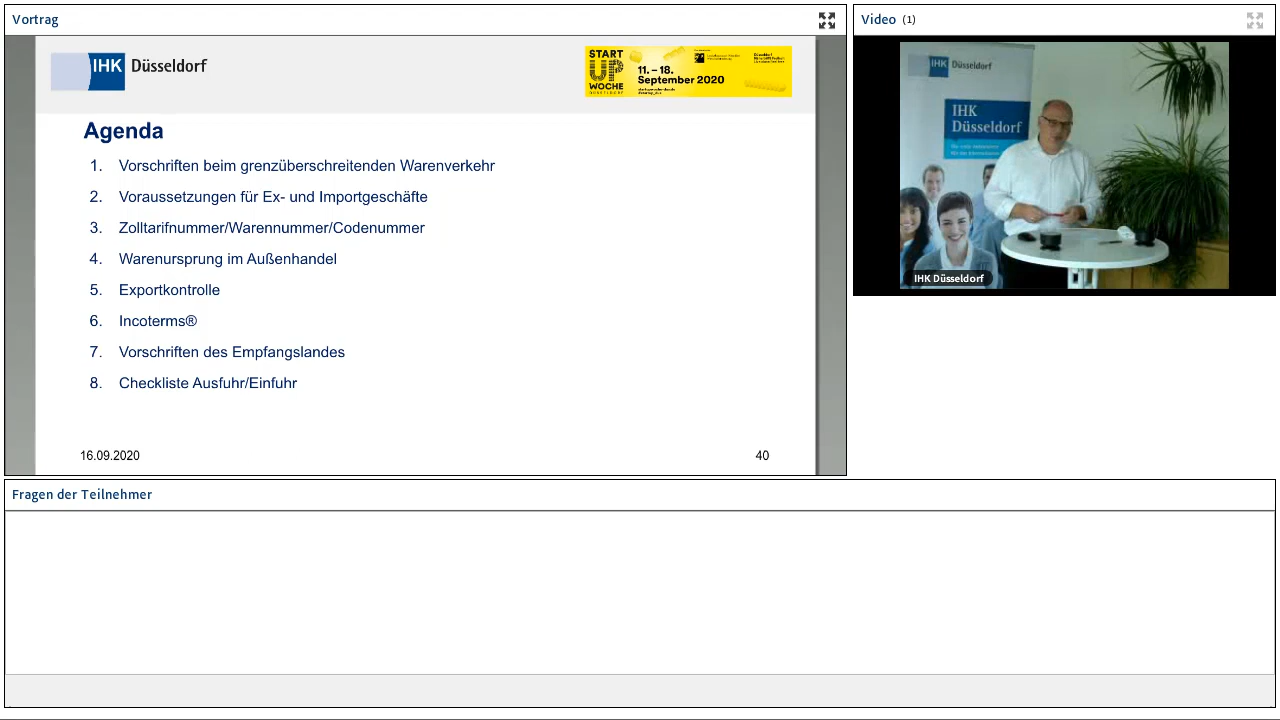 Vortrag
IHK Düsseldorf
START
UP
WOCHE
DÜSSELDORF
11. – 18.
September 2020
Agenda
1. Vorschriften beim grenzüberschreitenden Warenverkehr
2. Voraussetzungen für Ex- und Importgeschäfte
3. Zolltarifnummer/Warennummer/Codenummer
4. Warenursprung im Außenhandel
5. Exportkontrolle
6. Incoterms®
7. Vorschriften des Empfangslandes
8. Checkliste Ausfuhr/Einfuhr
16.09.2020
40
Video (1)
IHK Düsseldorf
IHK
Düsseldorf
IHK Düsseldorf
Fragen der Teilnehmer